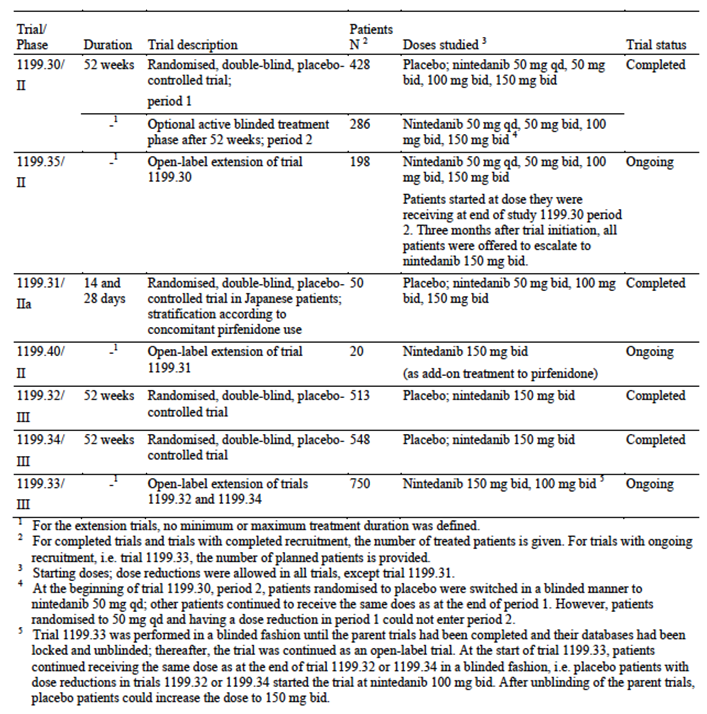 Trial/ Phase Duration Trial description Patients N 2 Doses studied 3 Trial status
1199.30/ 52 weeks Randomised, double-blind, placebo- 428 Placebo; nintedanib 50 mg qd, 50 mg Completed
II controlled trial; bid, 100 mg bid, 150 mg bid
period 1
-1 Optional active blinded treatment 286 Nintedanib 50 mg qd, 50 mg bid, 100
phase after 52 weeks; period 2 mg bid, 150 mg bid 4
1199.35/ -1 Open-label extension of trial 198 Nintedanib 50 mg qd, 50 mg bid, 100 Ongoing
II 1199.30 mg bid, 150 mg bid
Patients started at dose they were
receiving at end of study 1199.30 period
2. Three months after trial initiation, all
patients were offered to escalate to
nintedanib 150 mg bid.
1199.31/ 14 and Randomised, double-blind, placebo- 50 Placebo; nintedanib 50 mg bid, 100 mg Completed
IIa 28 days controlled trial in Japanese patients; bid, 150 mg bid
stratification according to
concomitant pirfenidone use
1199.40/ -1 Open-label extension of trial 20 Nintedanib 150 mg bid Ongoing
II 1199.31 (as add-on treatment to pirfenidone)
1199.32/ 52 weeks Randomised, double-blind, placebo- 513 Placebo; nintedanib 150 mg bid Completed
III controlled trial
1199.34/ 52 weeks Randomised, double-blind, placebo- 548 Placebo; nintedanib 150 mg bid Completed
III controlled trial
1199.33/ -1 Open-label extension of trials 750 Nintedanib 150 mg bid, 100 mg bid 5 Ongoing
III 1199.32 and 1199.34
1 For the extension trials, no minimum or maximum treatment duration was defined.
2 For completed trials and trials with completed recruitment, the number of treated patients is given. For trials with ongoing
recruitment, i.e. trial 1199.33, the number of planned patients is provided.
3 Starting doses; dose reductions were allowed in all trials, except trial 1199.31.
4 At the beginning of trial 1199.30, period 2, patients randomised to placebo were switched in a blinded manner to
nintedanib 50 mg qd; other patients continued to receive the same does as at the end of period 1. However, patients
randomised to 50 mg qd and having a dose reduction in period 1 could not enter period 2.
5 Trial 1199.33 was performed in a blinded fashion until the parent trials had been completed and their databases had been
locked and unblinded; thereafter, the trial was continued as an open-label trial. At the start of trial 1199.33, patients
continued receiving the same dose as at the end of trial 1199.32 or 1199.34 in a blinded fashion, i.e. placebo patients with
dose reductions in trials 1199.32 or 1199.34 started the trial at nintedanib 100 mg bid. After unblinding of the parent trials,
placebo patients could increase the dose to 150 mg bid.